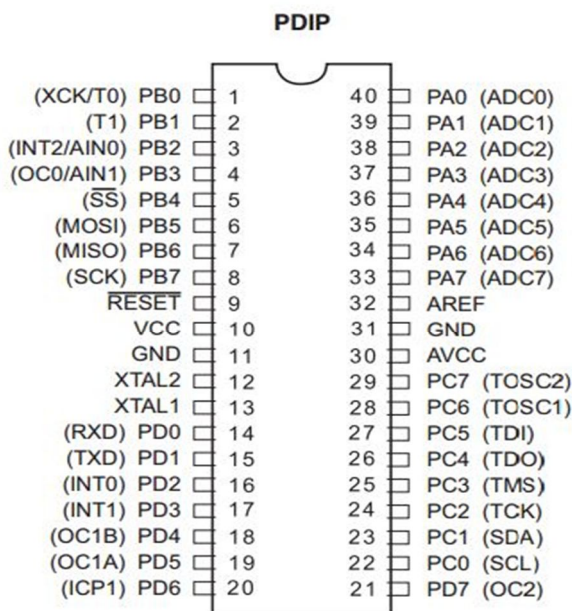 PDIP
(XCK/T0) PB0 1 40 PA0 (ADC0)
(T1) PB1 2 39 PA1 (ADC1)
(INT2/AIN0) PB2 3 38 PA2 (ADC2)
(OC0/AIN1) PB3 4 37 PA3 (ADC3)
(S̅S̅) PB4 5 36 PA4 (ADC4)
(MOSI) PB5 6 35 PA5 (ADC5)
(MISO) PB6 7 34 PA6 (ADC6)
(SCK) PB7 8 33 PA7 (ADC7)
R̅E̅S̅E̅T̅ 9 32 AREF
VCC 10 31 GND
GND 11 30 AVCC
XTAL2 12 29 PC7 (TOSC2)
XTAL1 13 28 PC6 (TOSC1)
(RXD) PD0 14 27 PC5 (TDI)
(TXD) PD1 15 26 PC4 (TDO)
(INT0) PD2 16 25 PC3 (TMS)
(INT1) PD3 17 24 PC2 (TCK)
(OC1B) PD4 18 23 PC1 (SDA)
(OC1A) PD5 19 22 PC0 (SCL)
(ICP1) PD6 20 21 PD7 (OC2)